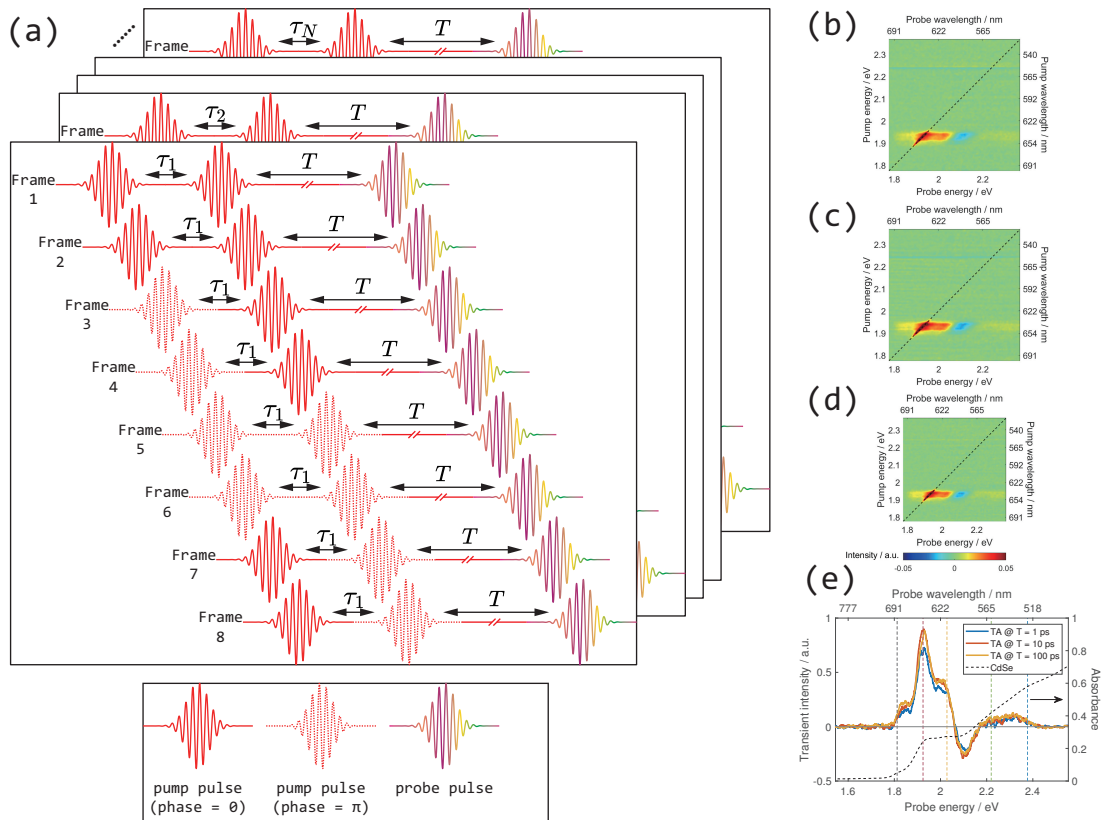 (a)
Frame
τN
T
Frame
τ2
T
Frame
1
τ1
T
Frame
2
τ1
T
Frame
3
τ1
T
Frame
4
τ1
T
Frame
5
τ1
T
Frame
6
τ1
T
Frame
7
τ1
T
Frame
8
τ1
T
pump pulse
(phase = 0)
pump pulse
(phase = π)
probe pulse
(b)
Probe wavelength / nm
691 622 565
Pump energy / eV
2.3
2.2
2.1
2
1.9
1.8
540
565
592
622
654
691
Pump wavelength / nm
1.8 2 2.2
Probe energy / eV
(c)
Probe wavelength / nm
691 622 565
Pump energy / eV
2.3
2.2
2.1
2
1.9
1.8
540
565
592
622
654
691
Pump wavelength / nm
1.8 2 2.2
Probe energy / eV
(d)
Probe wavelength / nm
691 622 565
Pump energy / eV
2.3
2.2
2.1
2
1.9
1.8
540
565
592
622
654
691
Pump wavelength / nm
1.8 2 2.2
Probe energy / eV
Intensity / a.u.
-0.05 0 0.05
(e)
Probe wavelength / nm
777 691 622 565 518
Transient intensity / a.u.
1
0.5
0
-0.5
TA @ T = 1 ps
TA @ T = 10 ps
TA @ T = 100 ps
CdSe
1
0.8
0.6
0.4
0.2
0
Absorbance
1.6 1.8 2 2.2 2.4
Probe energy / eV